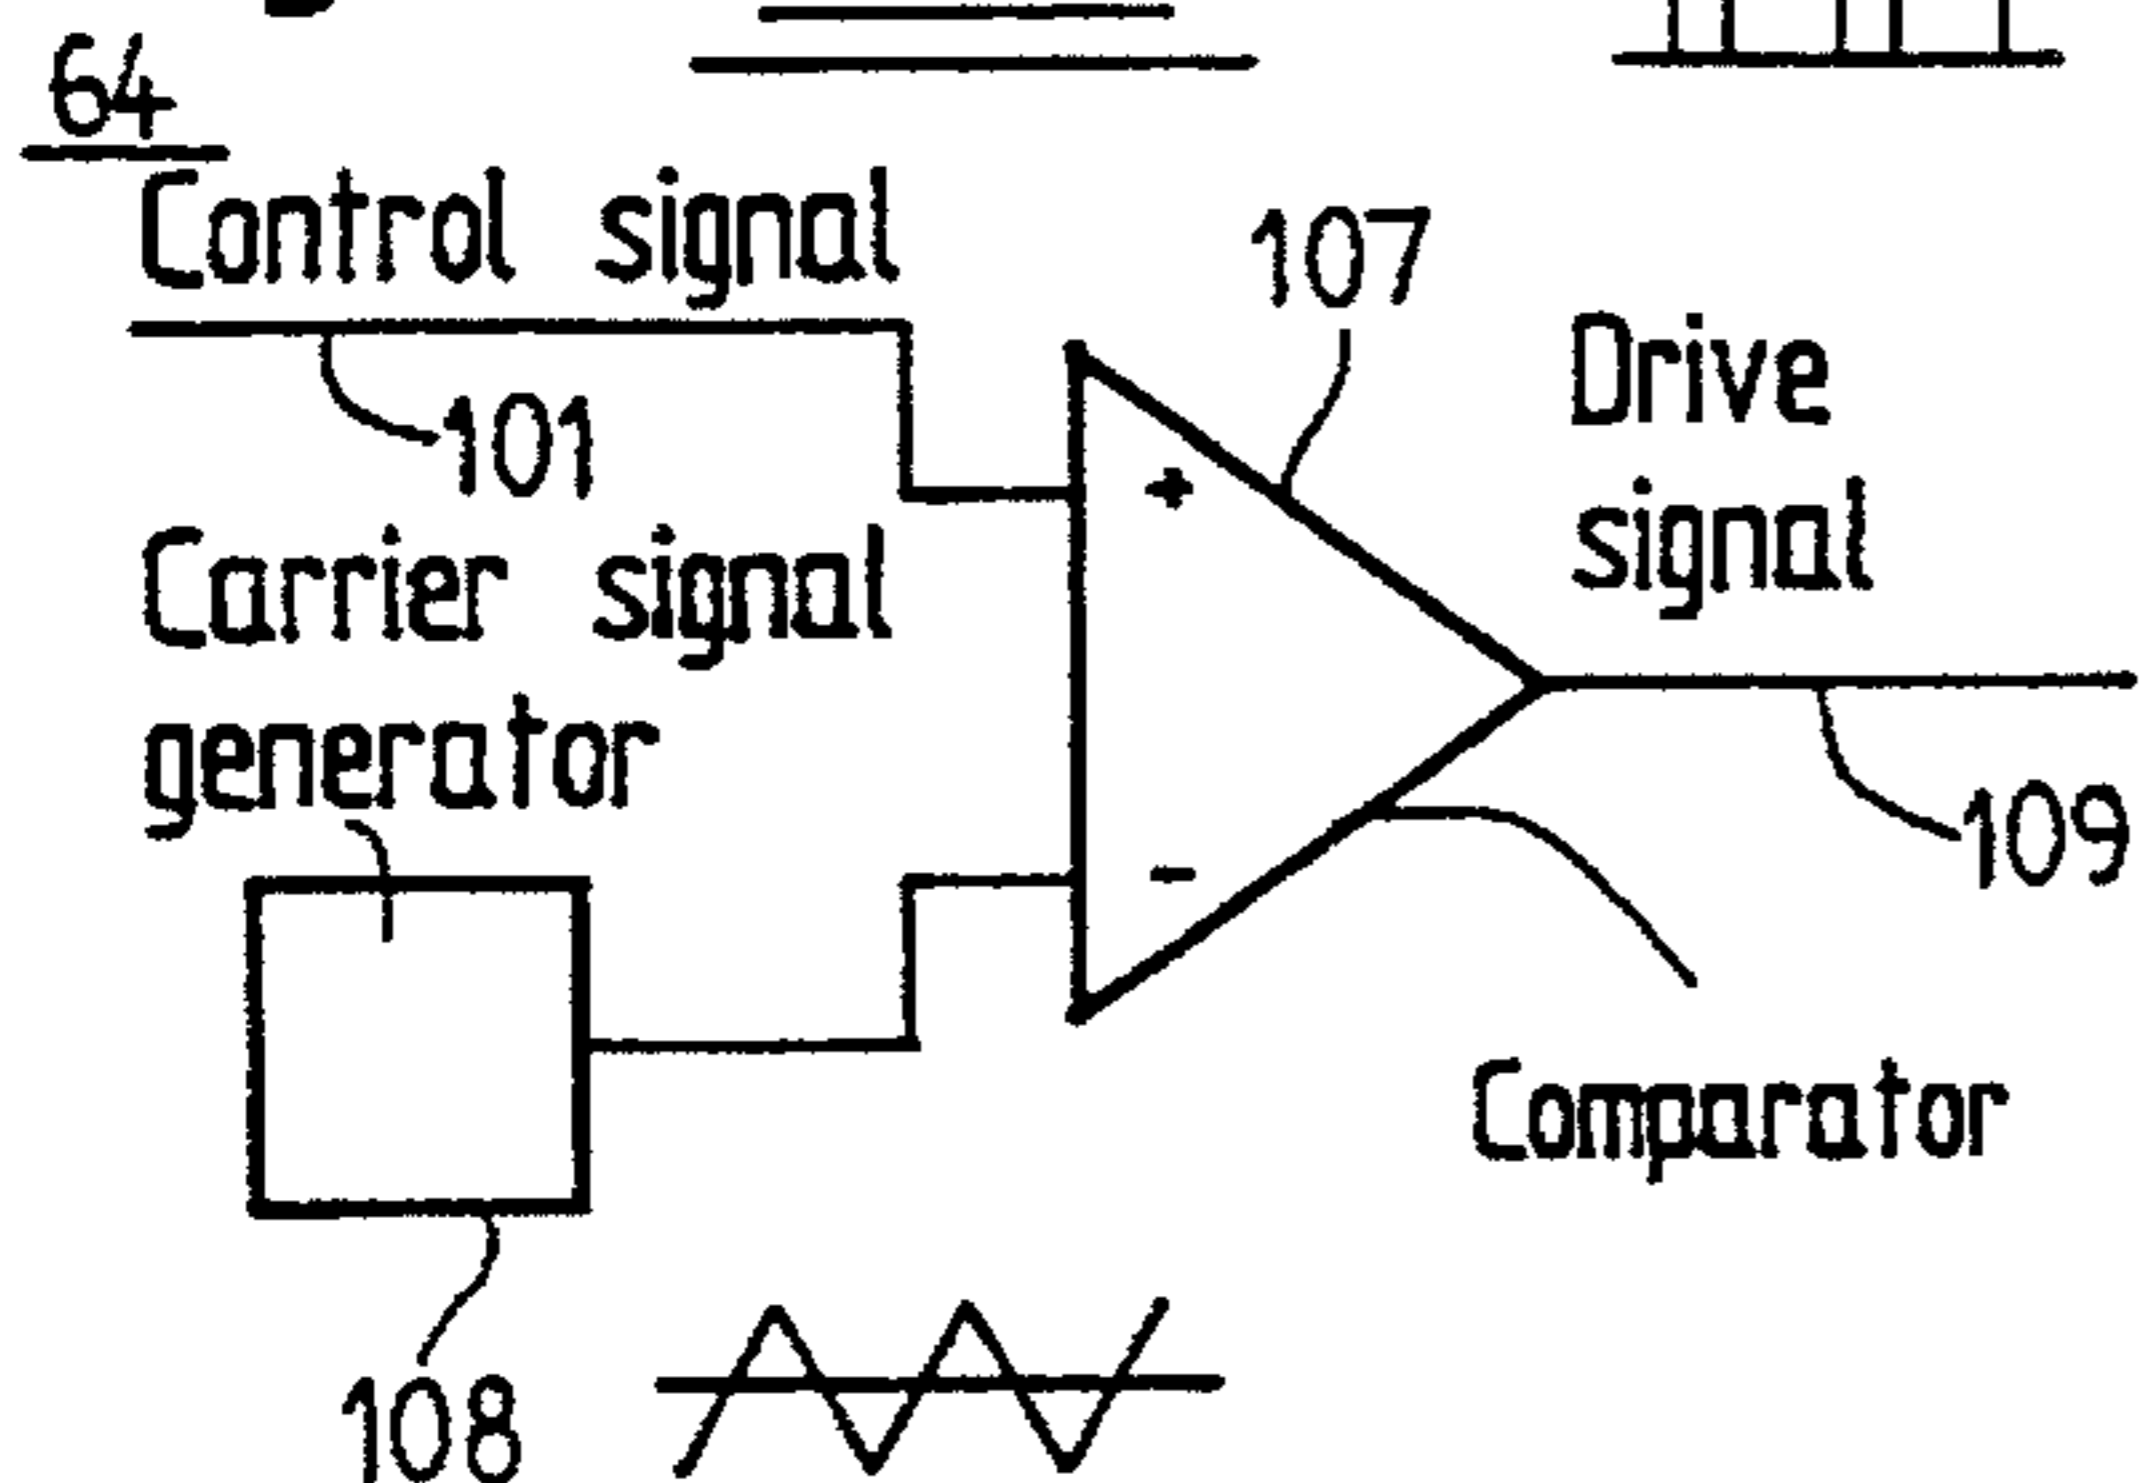 64
Control signal
107
101
Drive
signal
Carrier signal
generator
+
-
109
Comparator
108